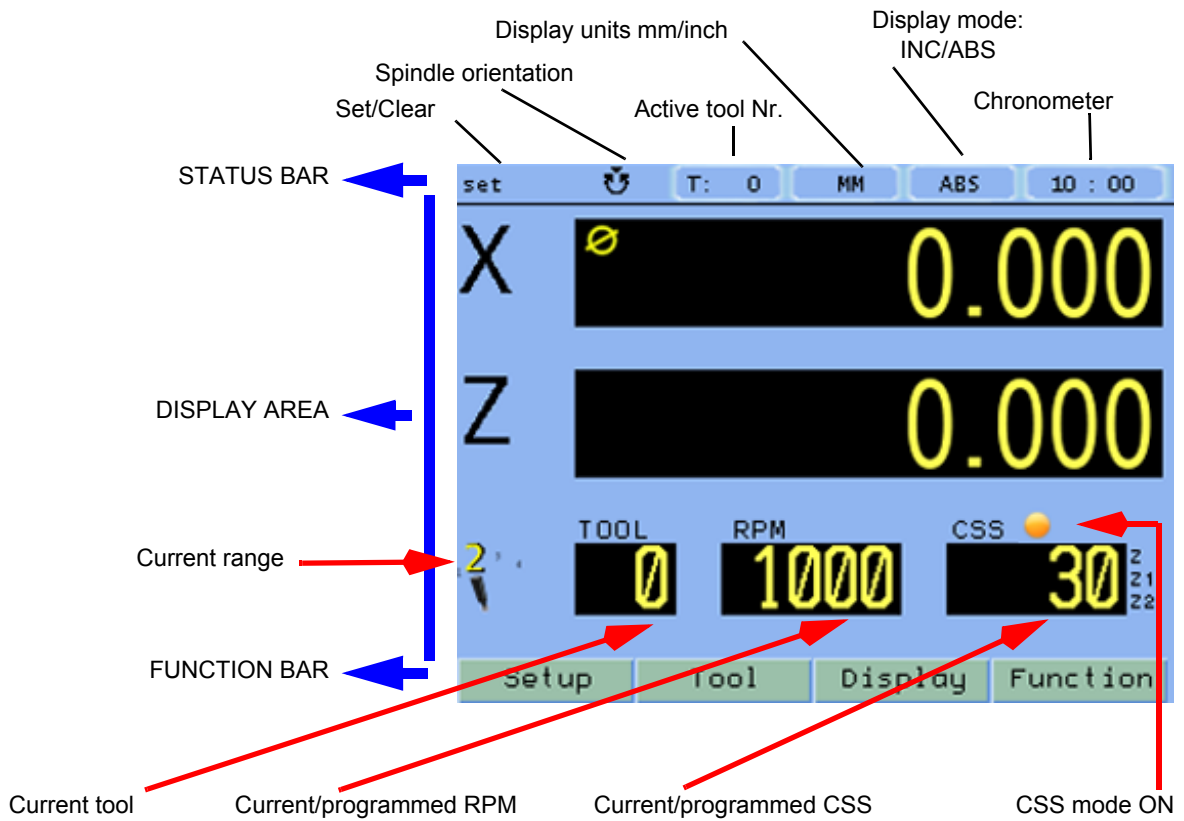 Display units mm/inch
Display mode:
INC/ABS
Spindle orientation
Set/Clear
Active tool Nr.
Chronometer
STATUS BAR
set
T: 0
MM
ABS
10 : 00
X
Ø
0.000
DISPLAY AREA
Z
0.000
Current range
2
TOOL
RPM
CSS
0
1000
30
Z
Z1
Z2
FUNCTION BAR
Setup
Tool
Display
Function
Current tool
Current/programmed RPM
Current/programmed CSS
CSS mode ON